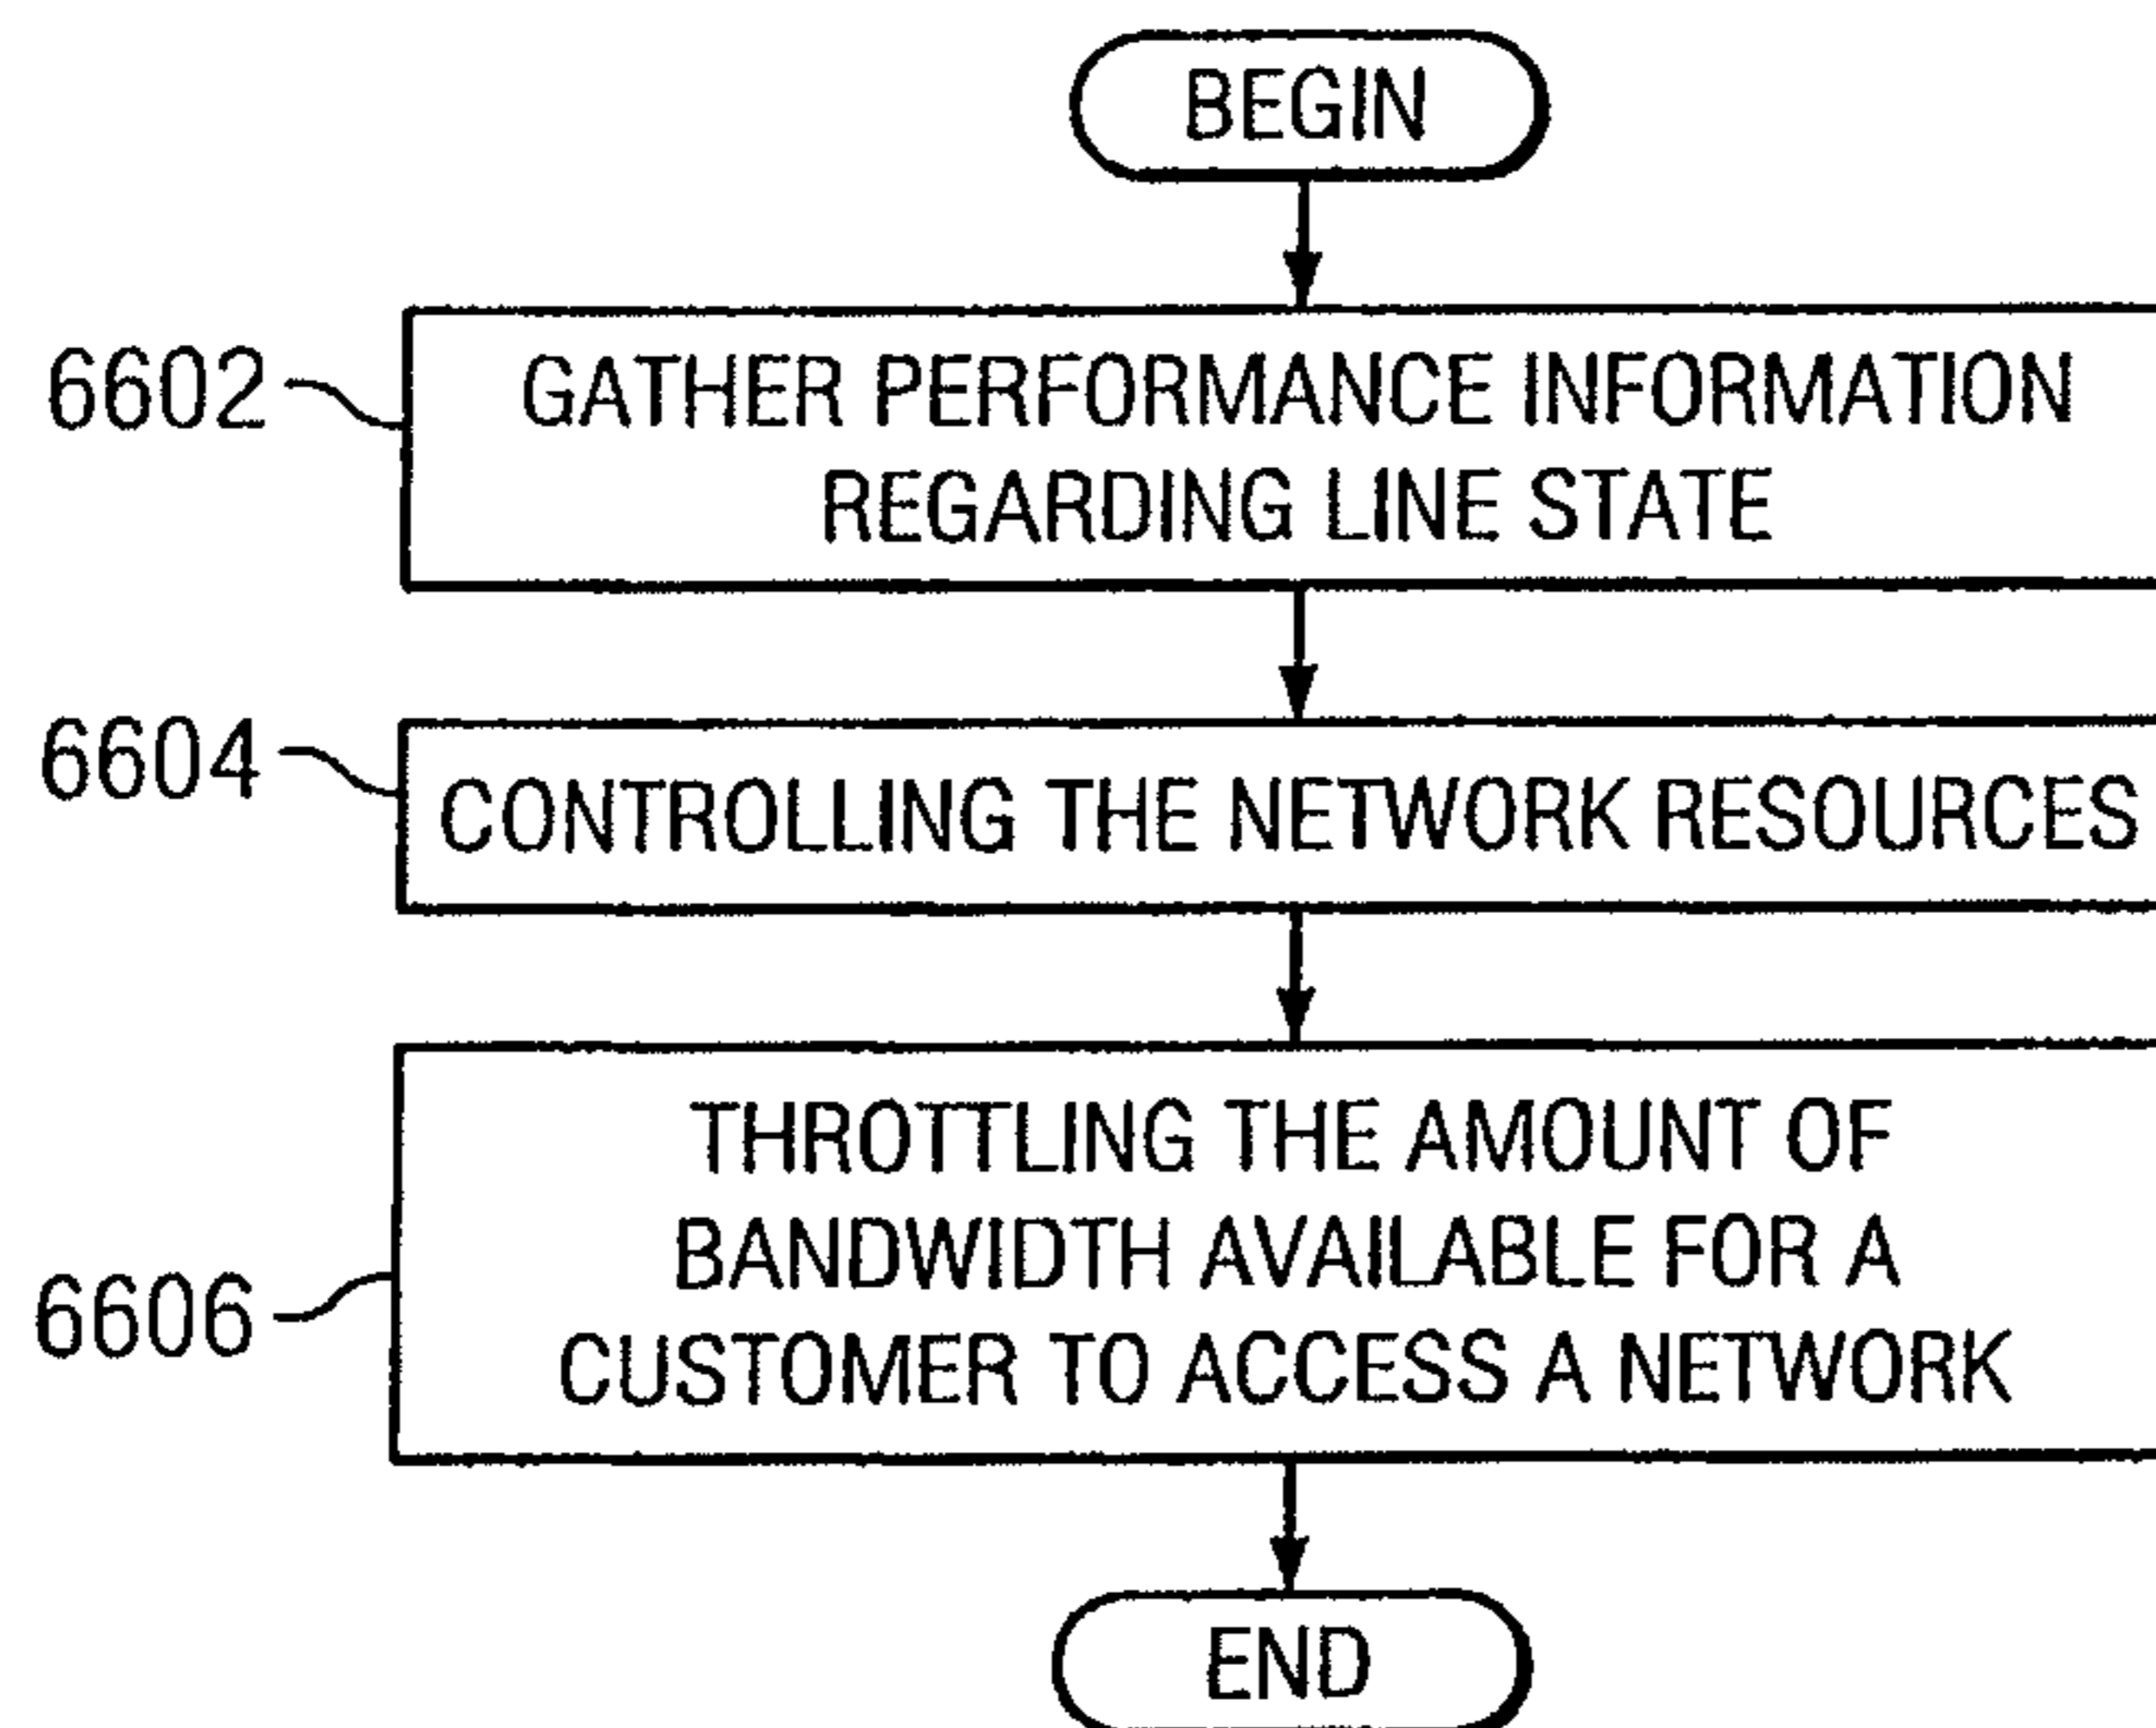 BEGIN
6602
GATHER PERFORMANCE INFORMATION
REGARDING LINE STATE
6604
CONTROLLING THE NETWORK RESOURCES
6606
THROTTLING THE AMOUNT OF
BANDWIDTH AVAILABLE FOR A
CUSTOMER TO ACCESS A NETWORK
END